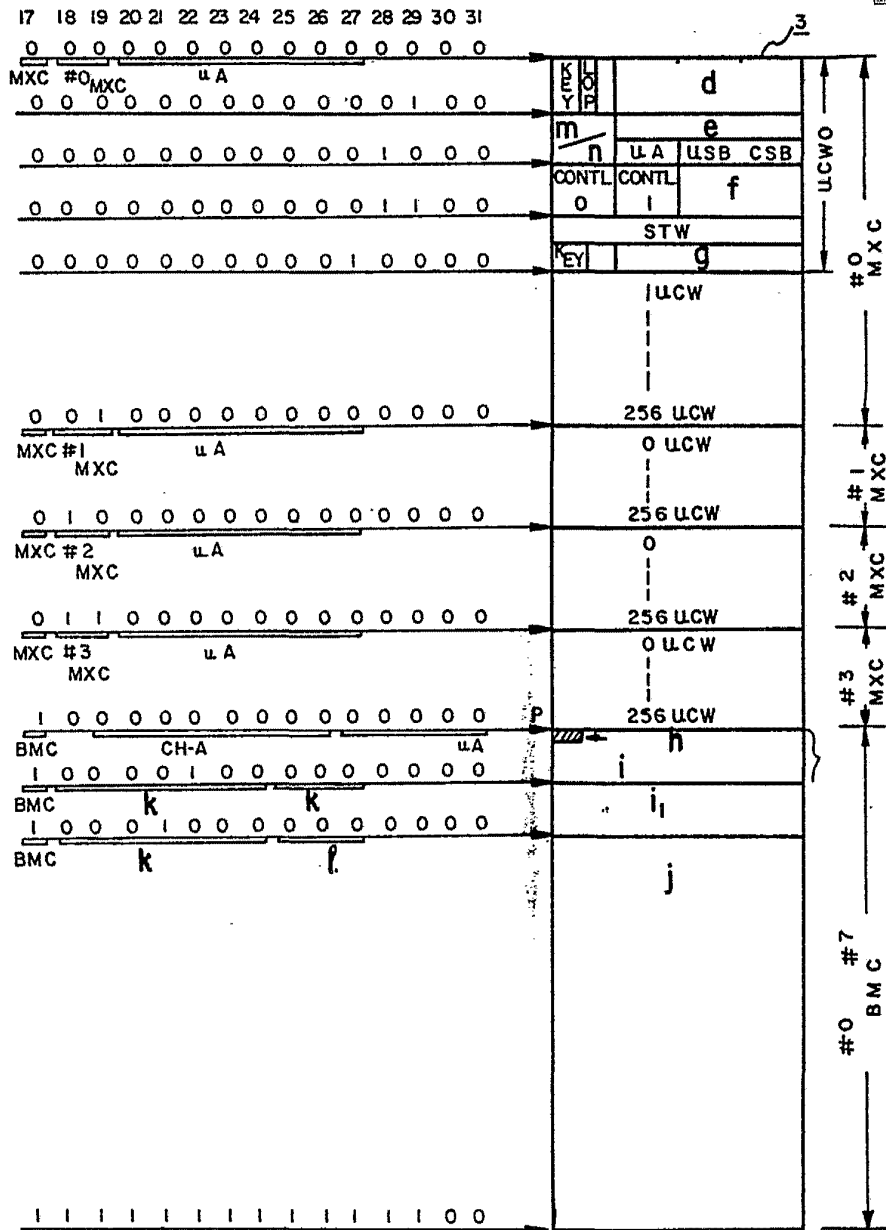 17 18 19 20 21 22 23 24 25 26 27 28 29 30 31
3
0 0 0 0 0 0 0 0 0 0 0 0 0 0 0
MXC #0 MXC uA
KEY LOP d
0 0 0 0 0 0 0 0 0 0 0 0 1 0 0
m/n e
0 0 0 0 0 0 0 0 0 0 0 1 0 0 0
uA USB CSB
CONTL 0 CONTL 1 f
0 0 0 0 0 0 0 0 0 0 0 1 1 0 0
STW
0 0 0 0 0 0 0 0 0 0 1 0 0 0 0
KEY g
UCW0
#0 MXC
1 UCW
256 UCW
0 0 1 0 0 0 0 0 0 0 0 0 0 0 0
MXC #1 MXC uA
0 UCW
#1 MXC
256 UCW
0 1 0 0 0 0 0 0 0 0 0 0 0 0 0
MXC #2 MXC uA
0
#2 MXC
256 UCW
0 1 1 0 0 0 0 0 0 0 0 0 0 0 0
MXC #3 MXC uA
0 UCW
#3 MXC
256 UCW
1 0 0 0 0 0 0 0 0 0 0 0 0 0 0 P
BMC CH-A uA
h
i
1 0 0 0 0 1 0 0 0 0 0 0 0 0 0
BMC k k
i1
1 0 0 0 1 0 0 0 0 0 0 0 0 0 0
BMC k l.
j
#0 #7 BMC
1 1 1 1 1 1 1 1 1 1 1 1 1 0 0